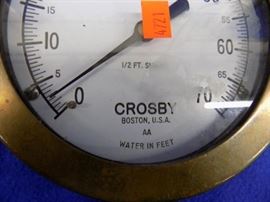 4721
60
15
10
65
5
1/2 FT.
0
70
CROSBY
BOSTON, U.S.A.
AA
WATER IN FEET